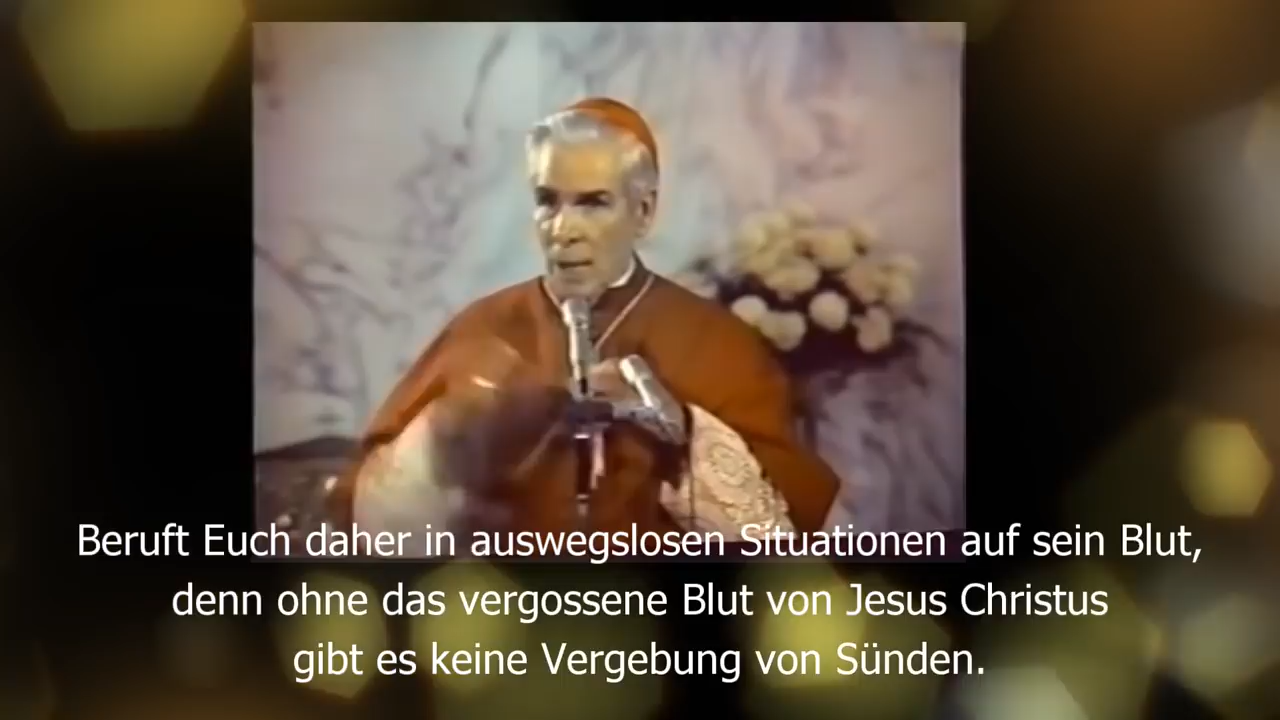 Beruft Euch daher in auswegslosen Situationen auf sein Blut,
denn ohne das vergossene Blut von Jesus Christus
gibt es keine Vergebung von Sünden.